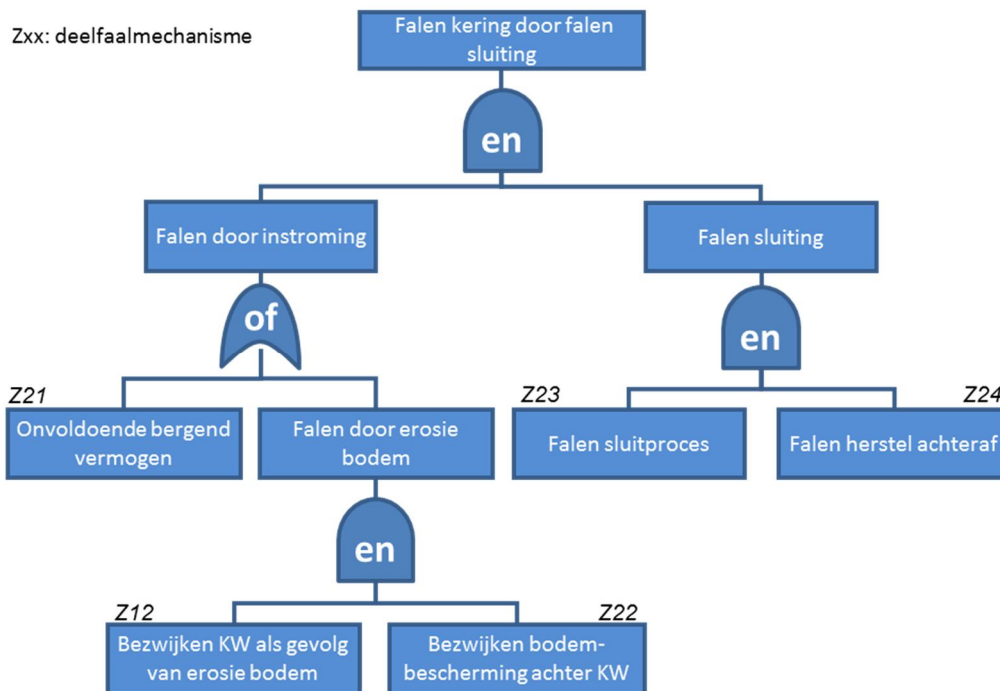 Zxx: deelfaalmechanisme
Falen kering door falen
sluiting
en
Falen door instroming
Falen sluiting
of
en
Z21
Onvoldoende bergend
vermogen
Falen door erosie
bodem
Z23
Falen sluitproces
Z24
Falen herstel achteraf
en
Z12
Bezwijken KW als gevolg
van erosie bodem
Z22
Bezwijken bodem-
bescherming achter KW